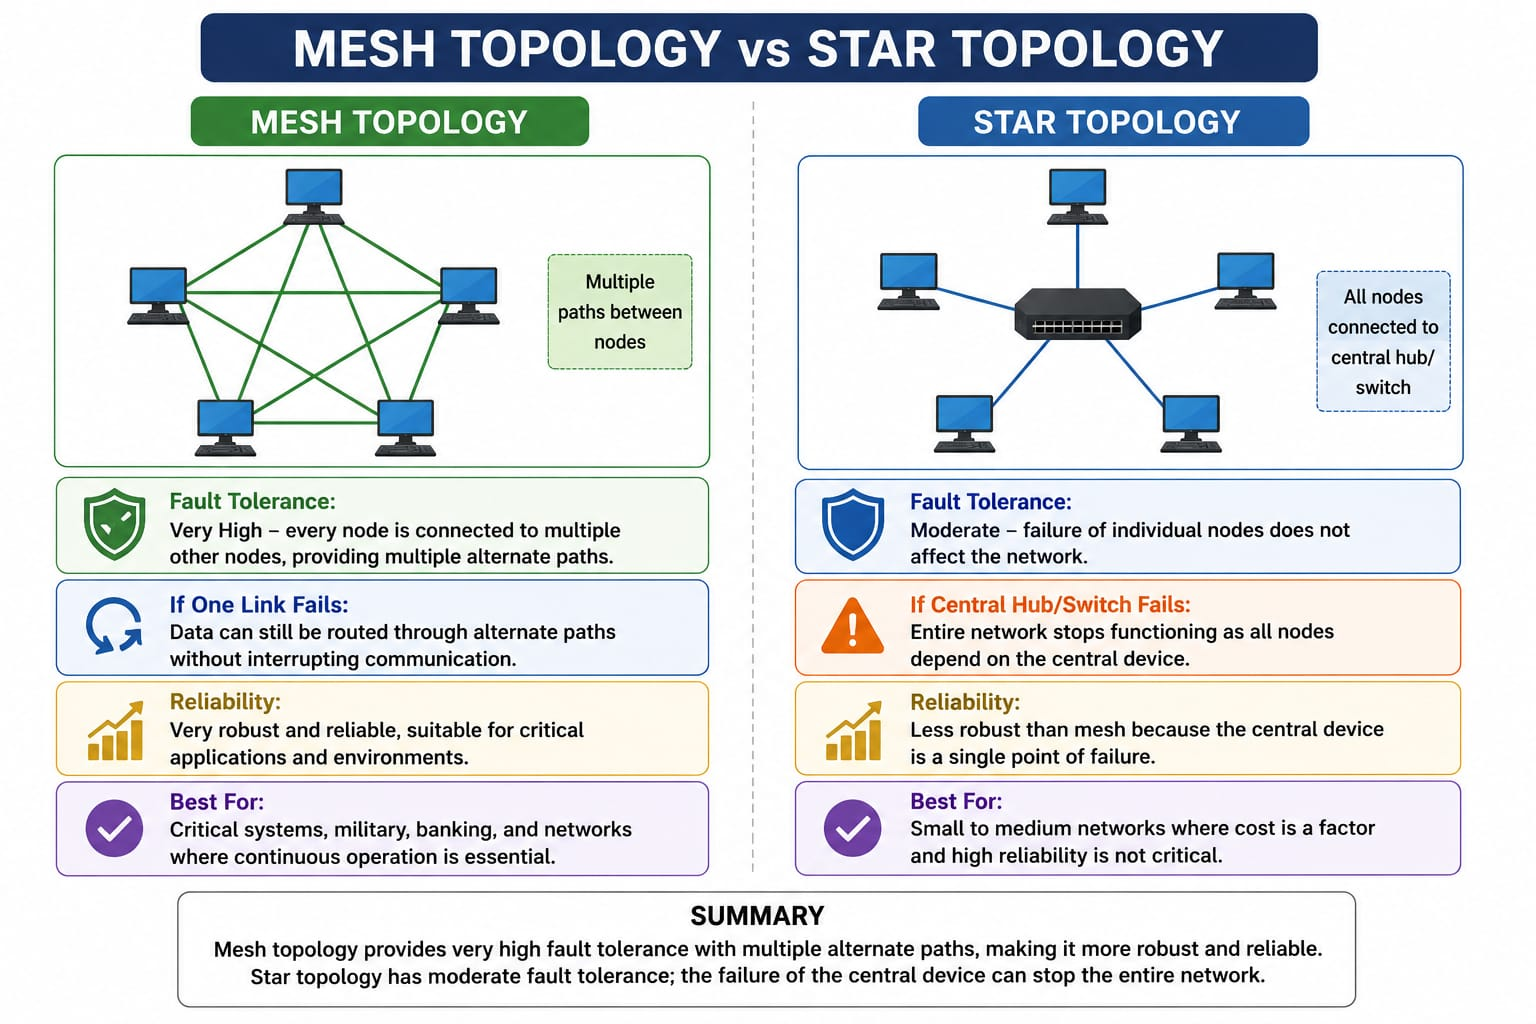 MESH TOPOLOGY vs STAR TOPOLOGY
MESH TOPOLOGY
Multiple
paths between
nodes
Fault Tolerance:
Very High – every node is connected to multiple
other nodes, providing multiple alternate paths.
If One Link Fails:
Data can still be routed through alternate paths
without interrupting communication.
Reliability:
Very robust and reliable, suitable for critical
applications and environments.
Best For:
Critical systems, military, banking, and networks
where continuous operation is essential.
STAR TOPOLOGY
All nodes
connected to
central hub/
switch
Fault Tolerance:
Moderate – failure of individual nodes does not
affect the network.
If Central Hub/Switch Fails:
Entire network stops functioning as all nodes
depend on the central device.
Reliability:
Less robust than mesh because the central device
is a single point of failure.
Best For:
Small to medium networks where cost is a factor
and high reliability is not critical.
SUMMARY
Mesh topology provides very high fault tolerance with multiple alternate paths, making it more robust and reliable.
Star topology has moderate fault tolerance; the failure of the central device can stop the entire network.